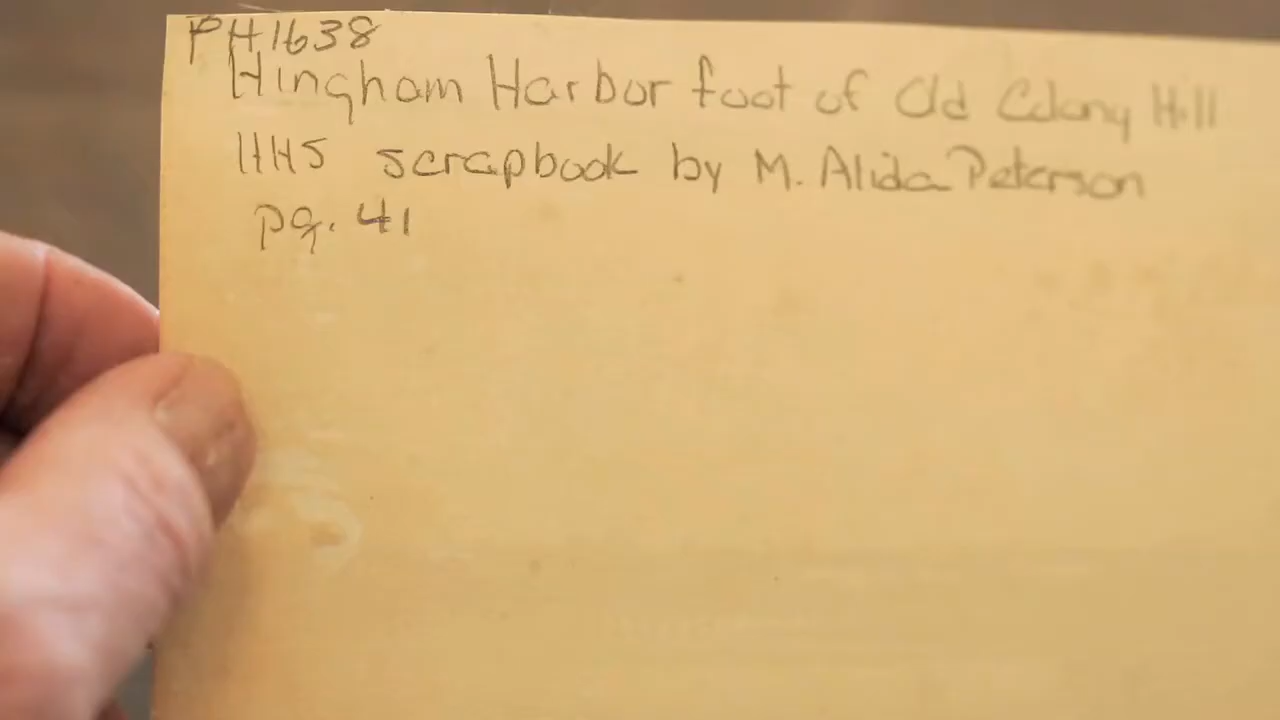 PH1638
Hingham Harbor foot of Old Colony Hill
HHS scrapbook by M. Alida Peterson
pg. 41